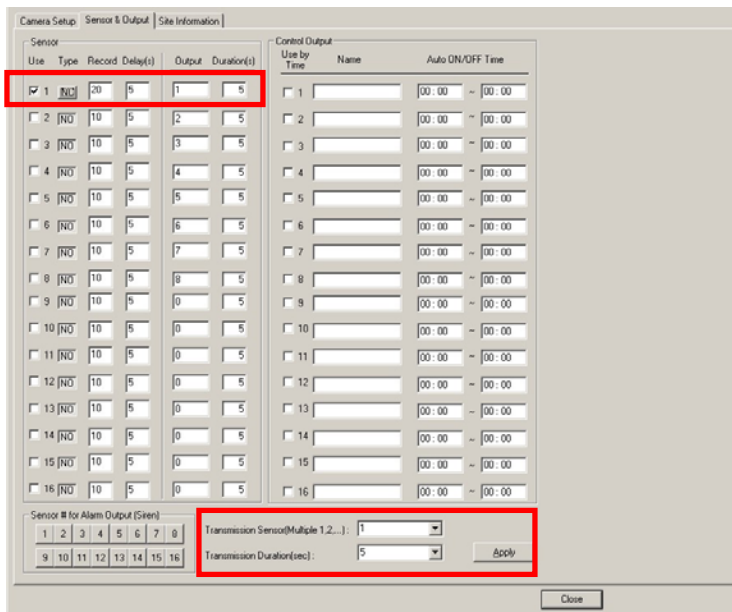 Camera Setup Sensor & Output Site Information
Sensor
Use Type Record Delay(s) Output Duration(s)
1 NO 20 5 1 5
2 NO 10 5 2 5
3 NO 10 5 3 5
4 NO 10 5 4 5
5 NO 10 5 5 5
6 NO 10 5 6 5
7 NO 10 5 7 5
8 NO 10 5 8 5
9 NO 10 5 0 5
10 NO 10 5 0 5
11 NO 10 5 0 5
12 NO 10 5 0 5
13 NO 10 5 0 5
14 NO 10 5 0 5
15 NO 10 5 0 5
16 NO 10 5 0 5
Control Output
Use by Time Name Auto ON/OFF Time
1 00:00 ~ 00:00
2 00:00 ~ 00:00
3 00:00 ~ 00:00
4 00:00 ~ 00:00
5 00:00 ~ 00:00
6 00:00 ~ 00:00
7 00:00 ~ 00:00
8 00:00 ~ 00:00
9 00:00 ~ 00:00
10 00:00 ~ 00:00
11 00:00 ~ 00:00
12 00:00 ~ 00:00
13 00:00 ~ 00:00
14 00:00 ~ 00:00
15 00:00 ~ 00:00
16 00:00 ~ 00:00
Sensor # for Alarm Output (Siren)
1 2 3 4 5 6 7 8
9 10 11 12 13 14 15 16
Transmission Sensor(Multiple 1,2,...) : 1
Transmission Duration(sec) : 5
Apply
Close